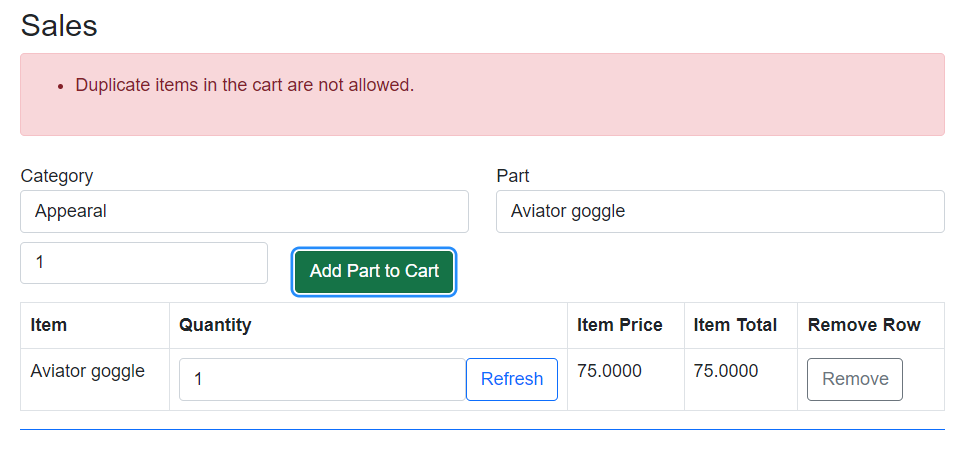 Sales
Duplicate items in the cart are not allowed.
Category Part
Appearal Aviator goggle
1 Add Part to Cart
Item Quantity Item Price Item Total Remove Row
Aviator goggle 1 Refresh 75.0000 75.0000 Remove